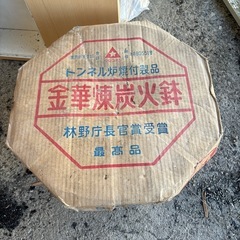 トンネル炉焼付製品
金華煉炭火鉢
林野庁長官賞受賞
最高品